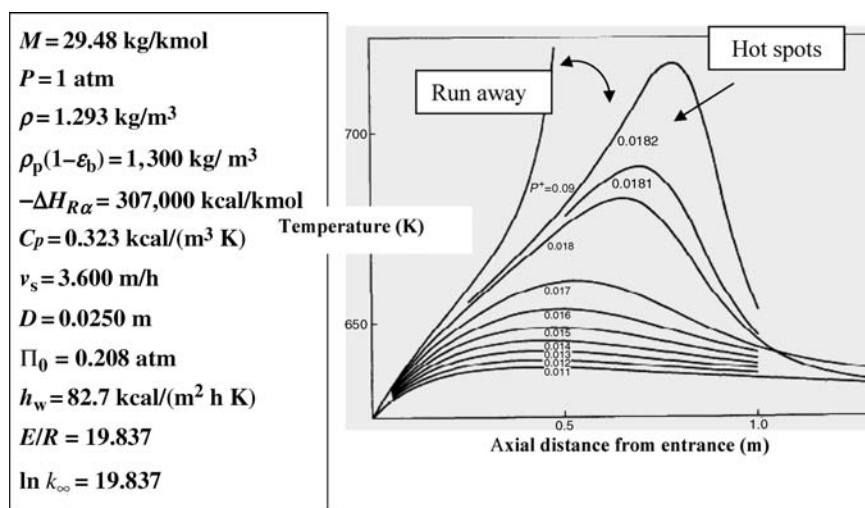 M = 29.48 kg/kmol
P = 1 atm
ρ = 1.293 kg/m³
ρp(1–εb) = 1,300 kg/ m³
–ΔHRα = 307,000 kcal/kmol
Cp = 0.323 kcal/(m³ K)
vs = 3.600 m/h
D = 0.0250 m
Π0 = 0.208 atm
hw = 82.7 kcal/(m² h K)
E/R = 19.837
ln k∞ = 19.837
Hot spots
Run away
700
0.0182
P⁺=0.09
0.0181
Temperature (K)
0.018
0.017
0.016
650
0.015
0.014
0.013
0.012
0.011
0.5
1.0
Axial distance from entrance (m)